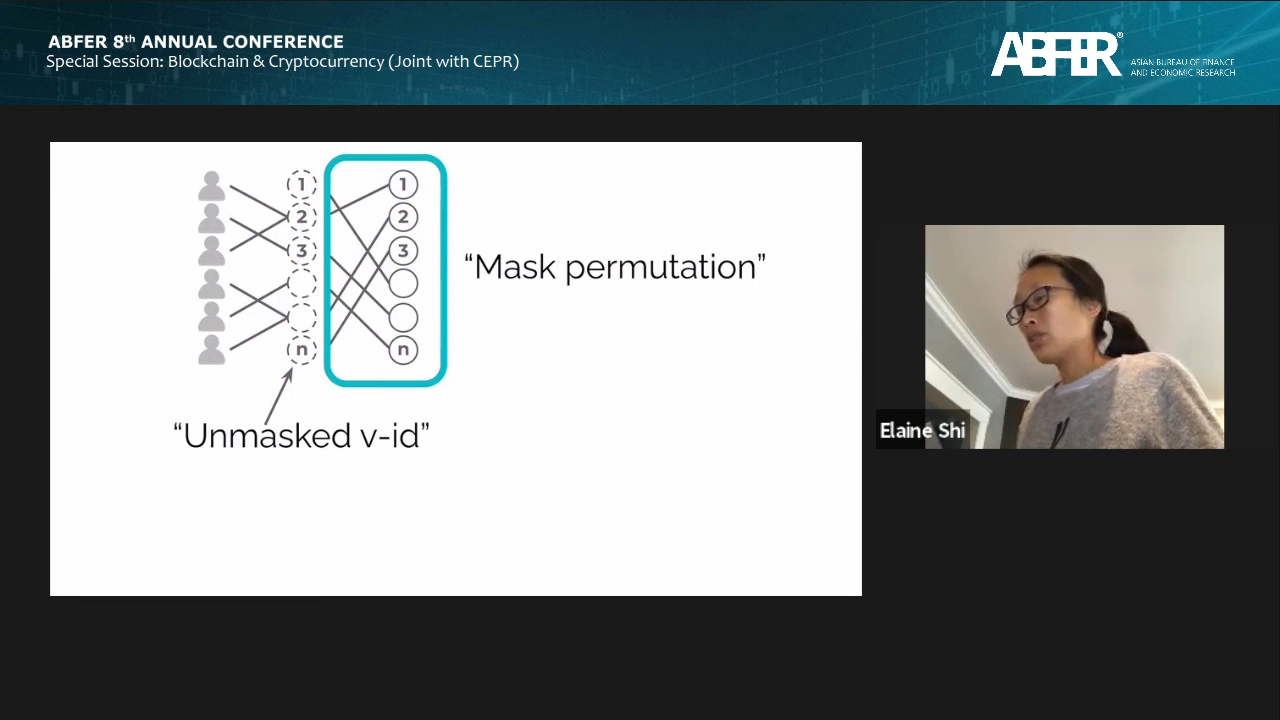 ABFER 8th ANNUAL CONFERENCE
Special Session: Blockchain & Cryptocurrency (Joint with CEPR)
ABFER®
ASIAN BUREAU OF FINANCE
AND ECONOMIC RESEARCH
1
1
2
2
3
3
n
n
“Mask permutation”
“Unmasked v-id”
Elaine Shi